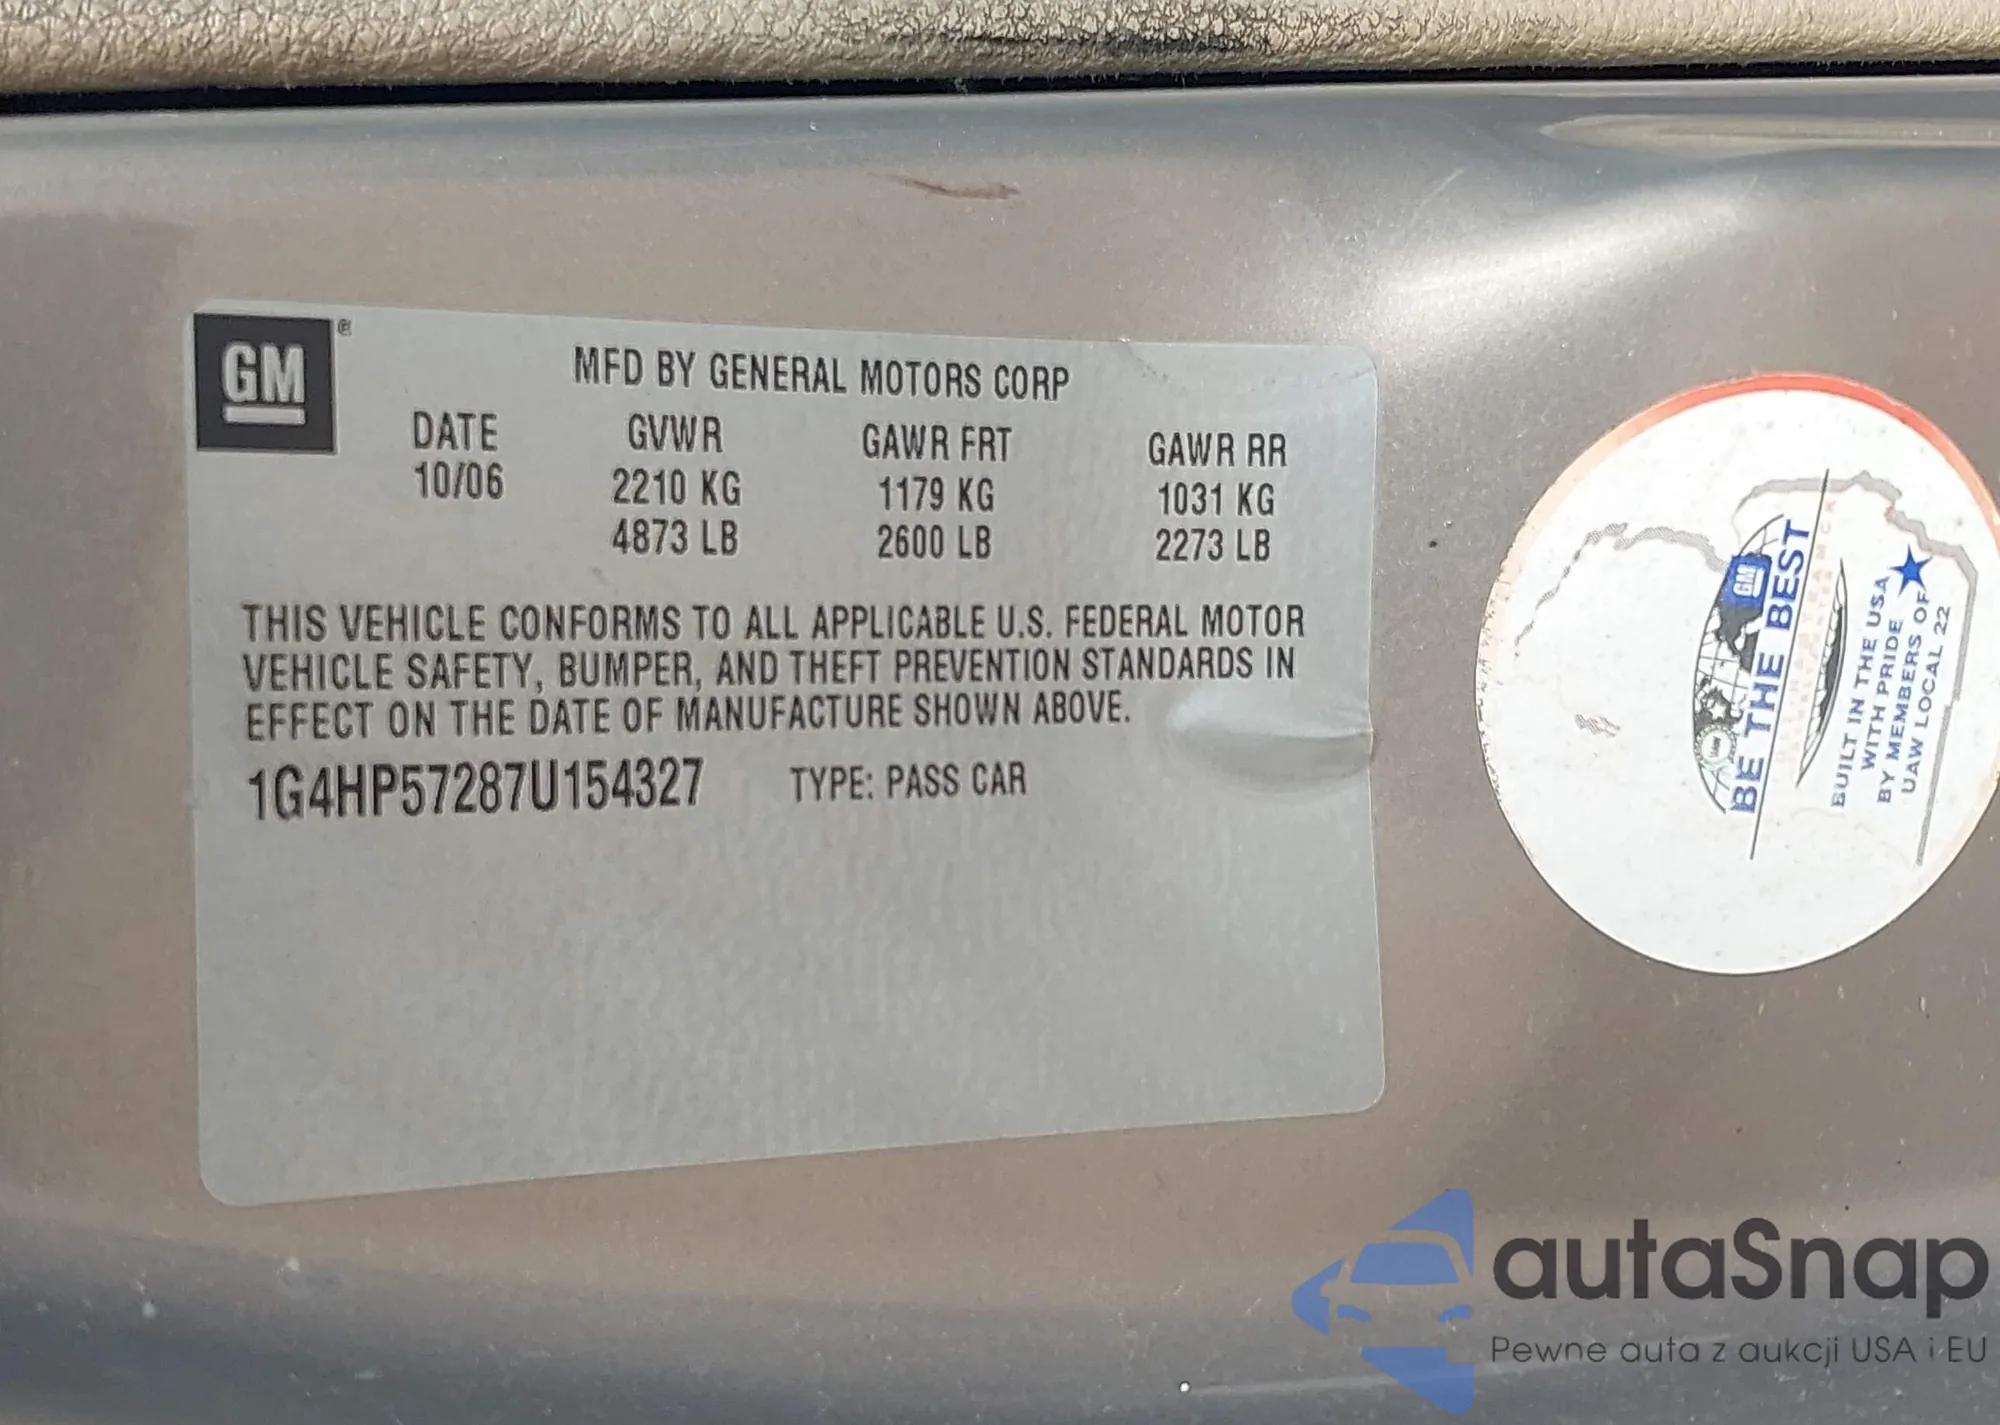 GM ®
MFD BY GENERAL MOTORS CORP
DATE GVWR GAWR FRT GAWR RR
10/06 2210 KG 1179 KG 1031 KG
4873 LB 2600 LB 2273 LB
THIS VEHICLE CONFORMS TO ALL APPLICABLE U.S. FEDERAL MOTOR
VEHICLE SAFETY, BUMPER, AND THEFT PREVENTION STANDARDS IN
EFFECT ON THE DATE OF MANUFACTURE SHOWN ABOVE.
1G4HP57287U154327 TYPE: PASS CAR
GM
BE THE BEST
BUILT IN THE USA
WITH PRIDE
BY MEMBERS OF
UAW LOCAL 22
autaSnap
Pewne auta z aukcji USA i EU